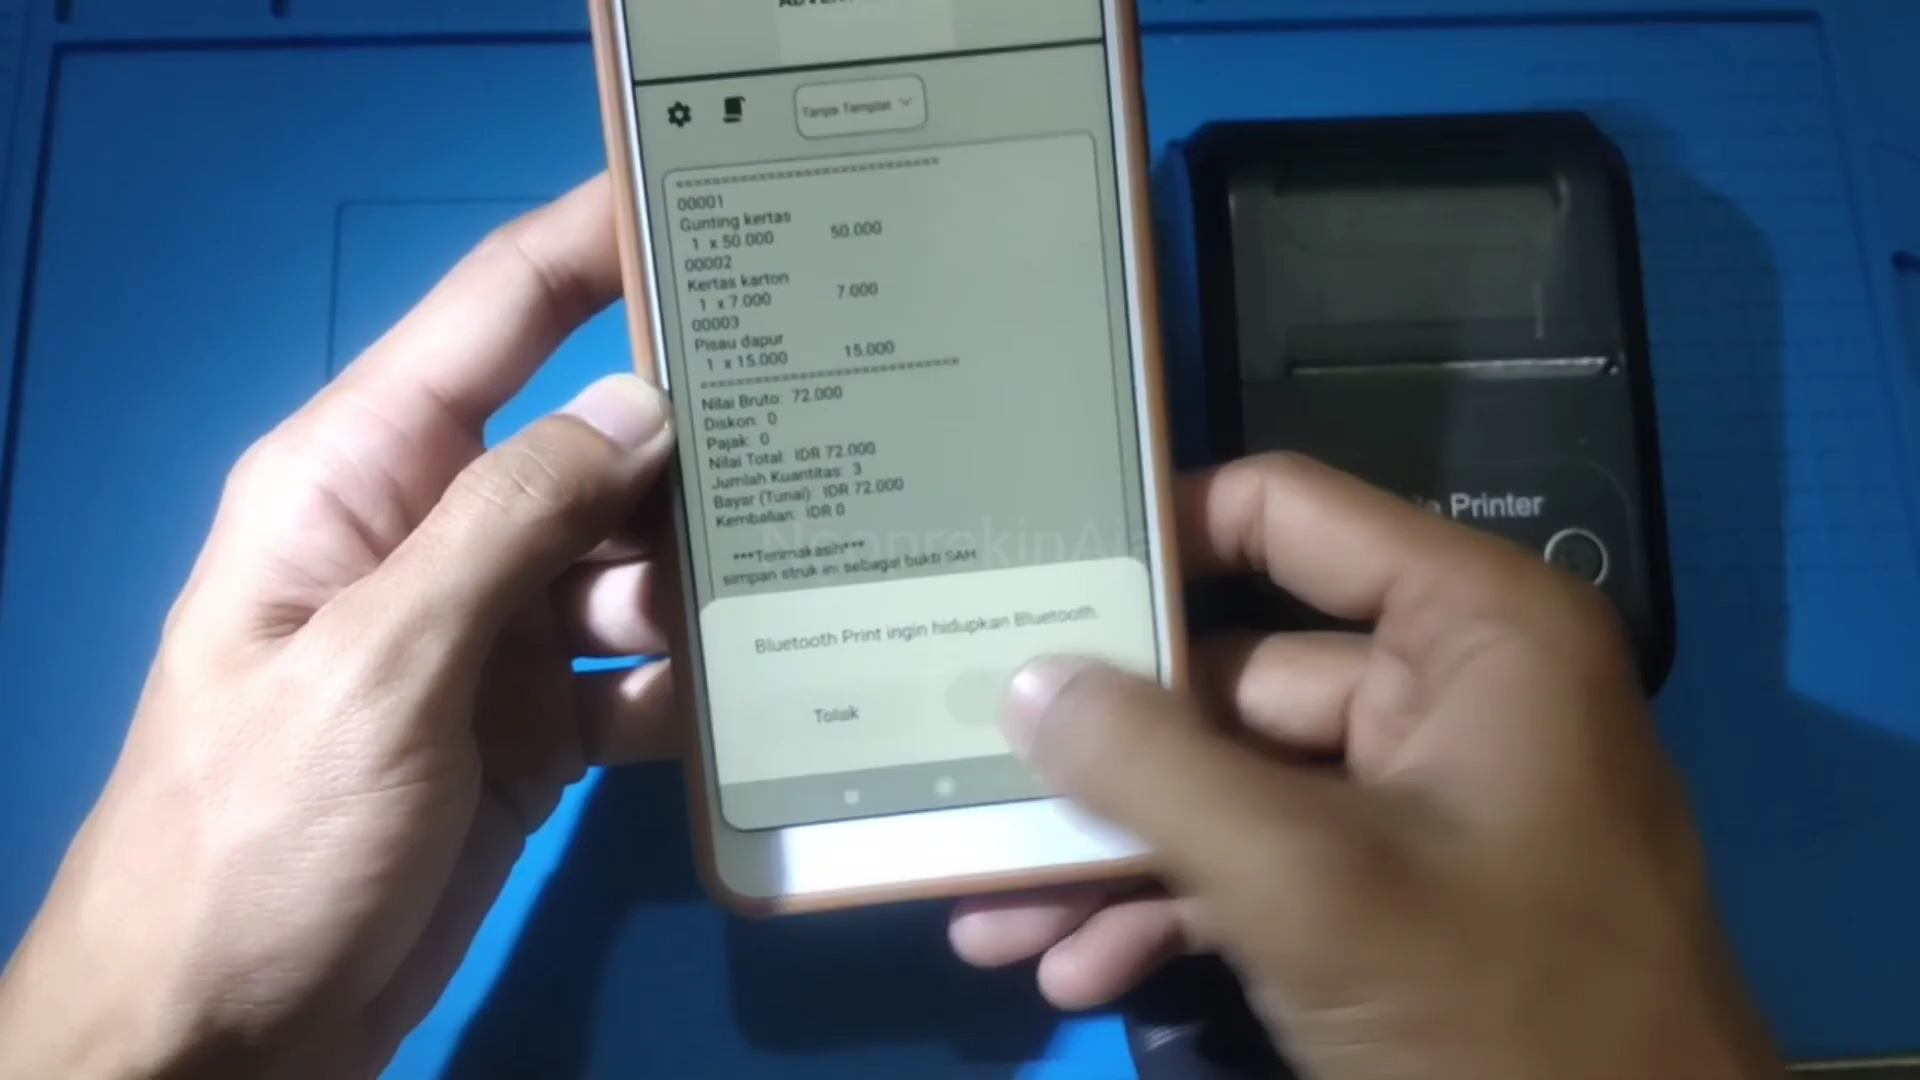 Tanpa Templat
==============================
00001
Gunting kertas
1 x 50.000 50.000
00002
Kertas karton
1 x 7.000 7.000
00003
Pisau dapur
1 x 15.000 15.000
==============================
Nilai Bruto: 72.000
Diskon: 0
Pajak: 0
Nilai Total: IDR 72.000
Jumlah Kuantitas: 3
Bayar (Tunai): IDR 72.000
Kembalian: IDR 0
***Terimakasih***
simpan struk ini sebagai bukti SAH
Bluetooth Print ingin hidupkan Bluetooth.
Tolak
Printer